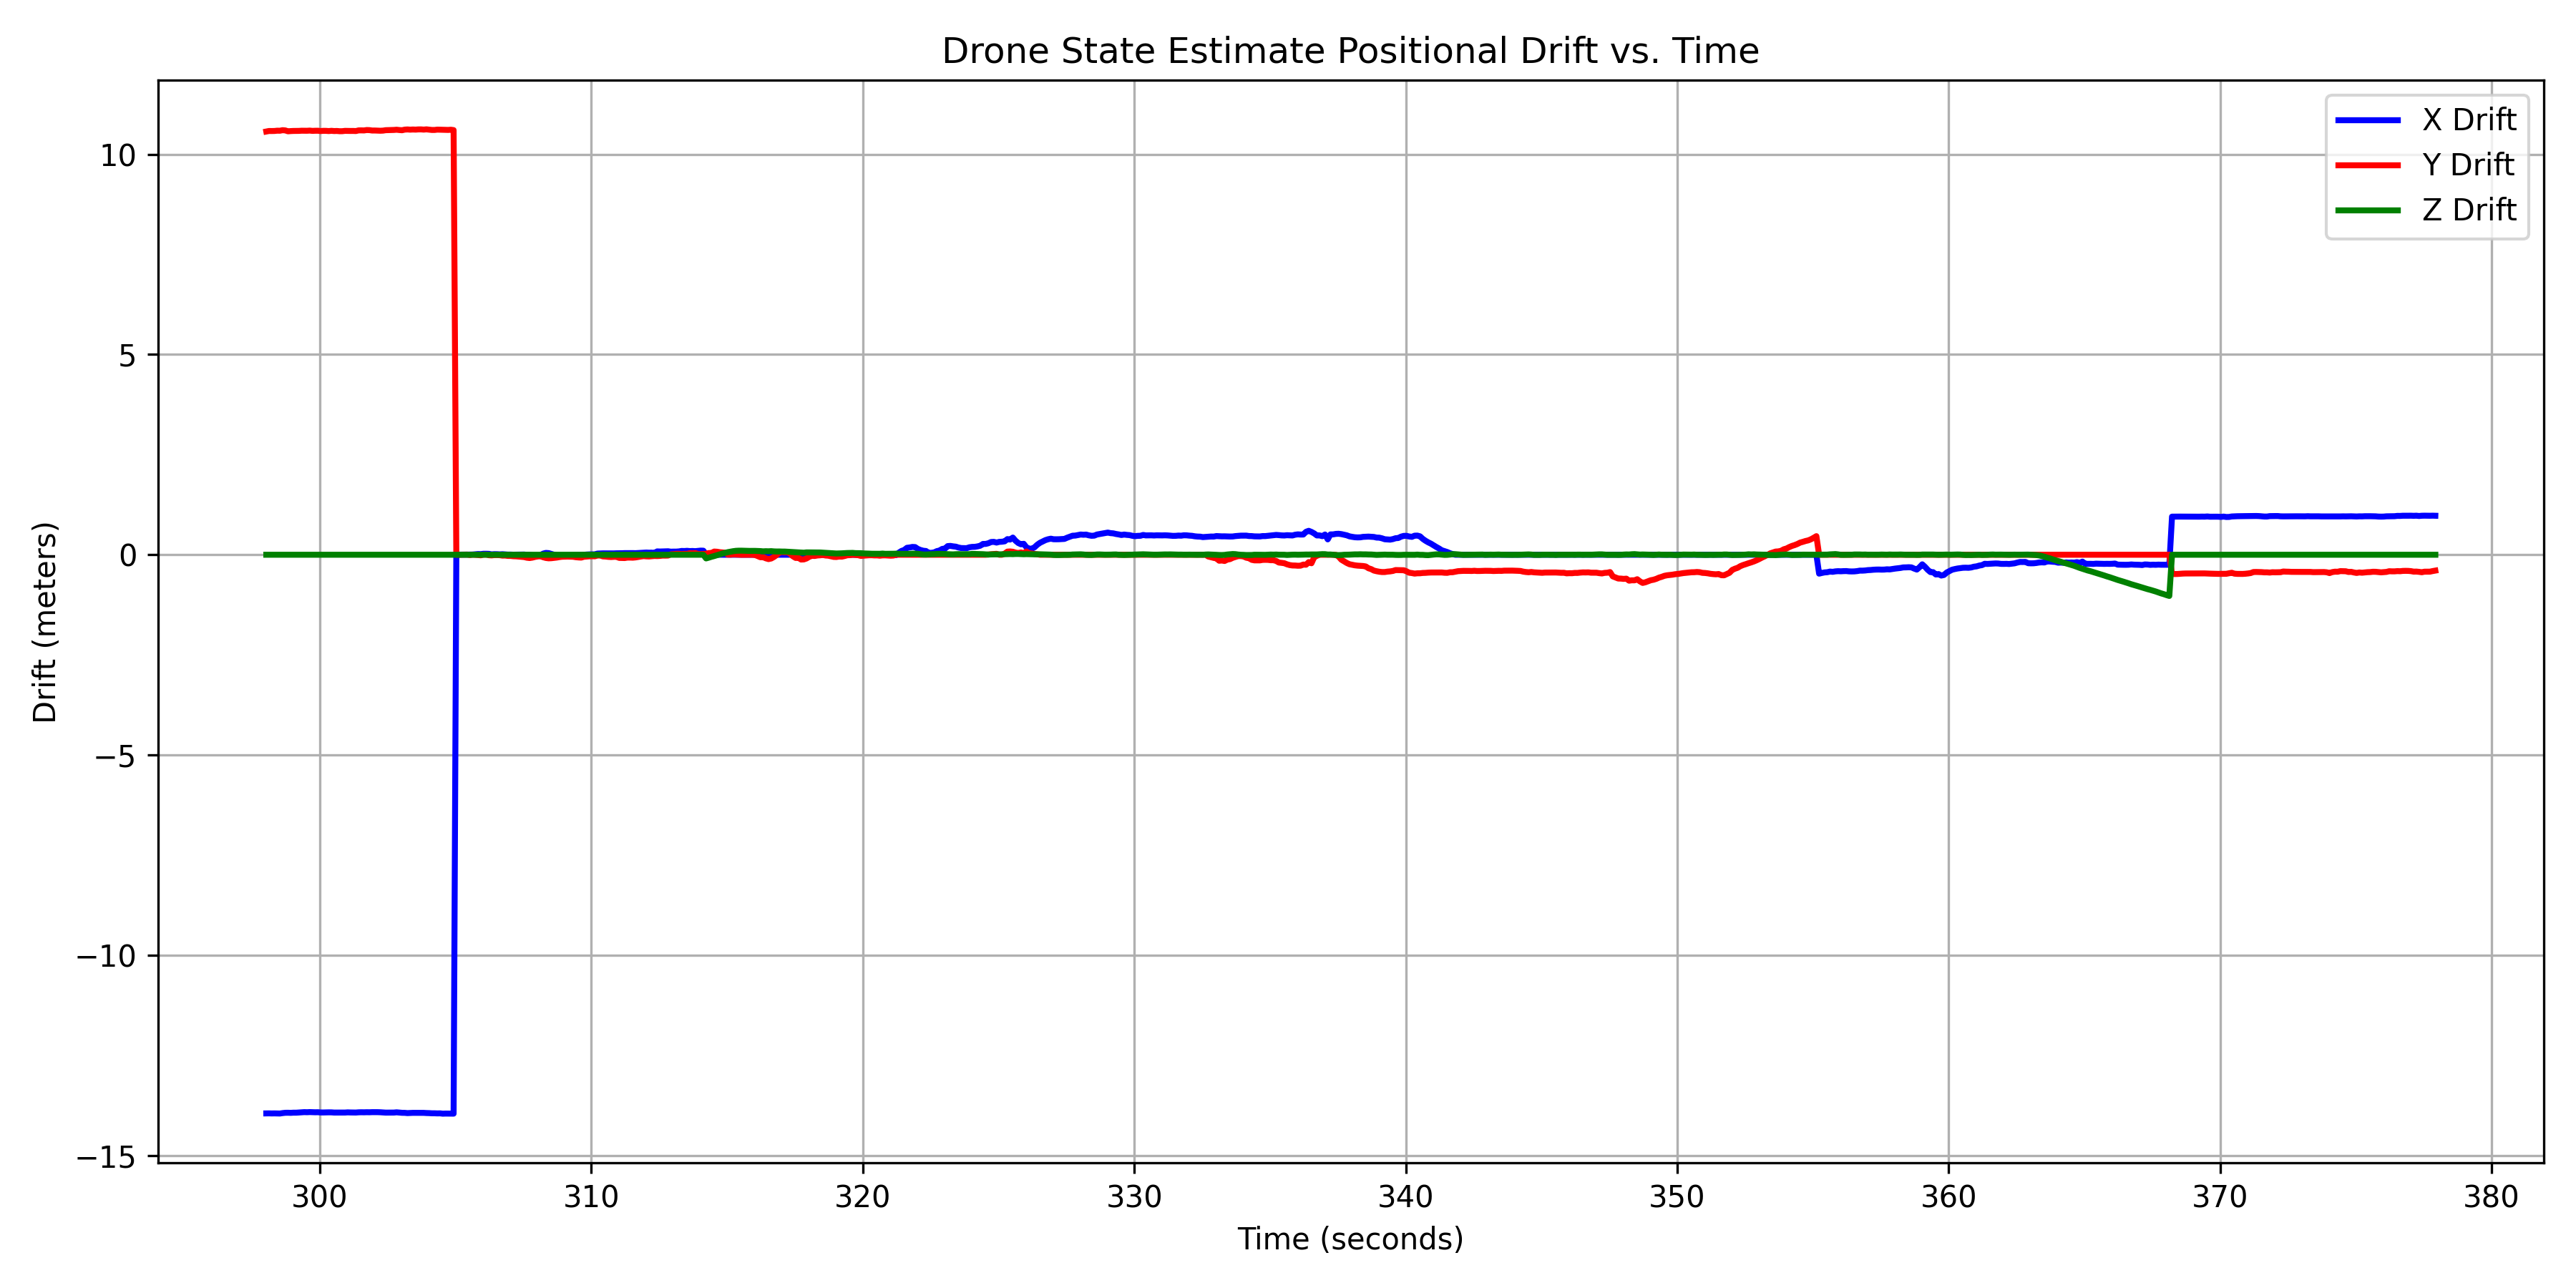 Drone State Estimate Positional Drift vs. Time
X Drift
Y Drift
Z Drift
10
5
0
−5
−10
−15
Drift (meters)
300 310 320 330 340 350 360 370 380
Time (seconds)